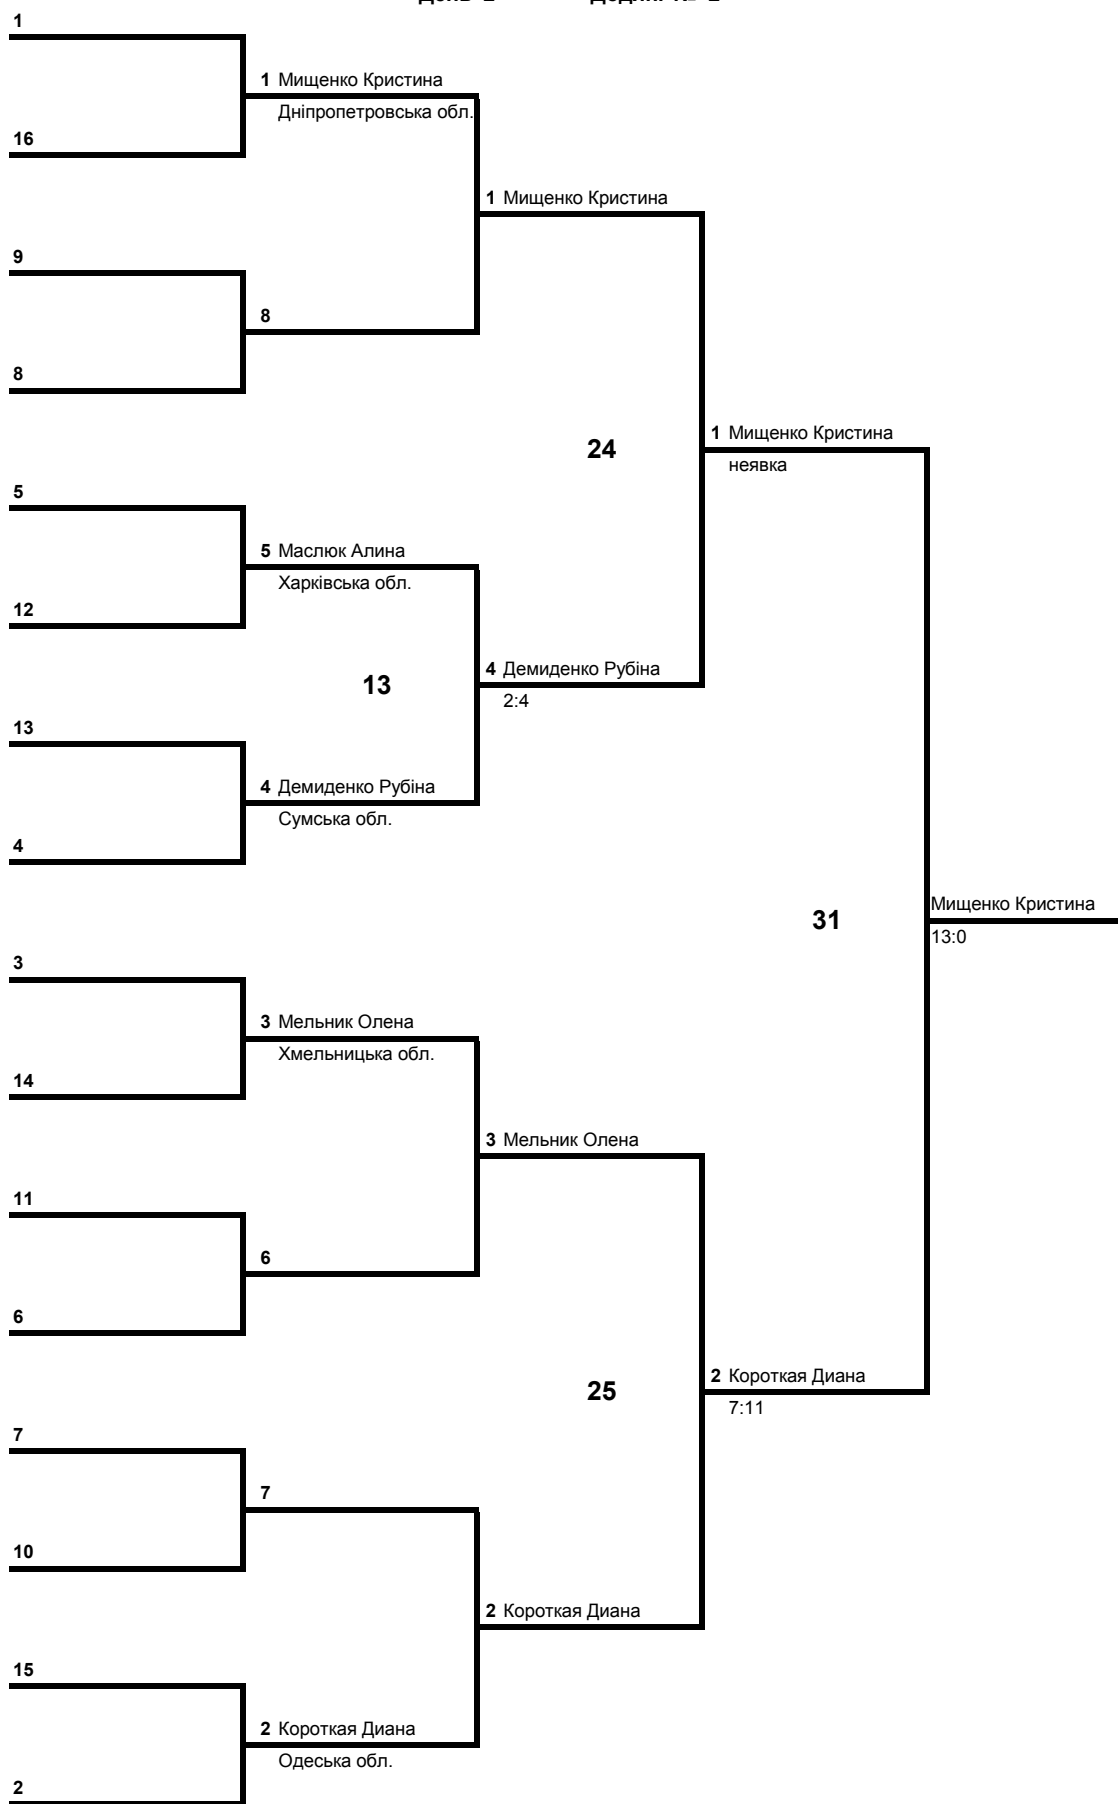 1
1 Мищенко Кристина
Дніпропетровська обл.
16
1 Мищенко Кристина
9
8
8
1 Мищенко Кристина
24
неявка
5
5 Маслюк Алина
Харківська обл.
12
4 Демиденко Рубіна
13
2:4
13
4 Демиденко Рубіна
Сумська обл.
4
Мищенко Кристина
31
13:0
3
3 Мельник Олена
Хмельницька обл.
14
3 Мельник Олена
11
6
6
2 Короткая Диана
25
7:11
7
7
10
2 Короткая Диана
15
2 Короткая Диана
Одеська обл.
2